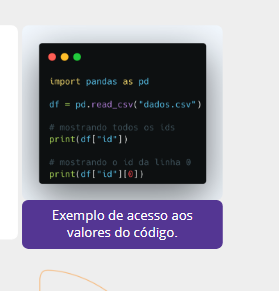 import pandas as pd
df = pd.read_csv("dados.csv")
# mostrando todos os ids
print(df["id"])
# mostrando o id da linha 0
print(df["id"][0])
Exemplo de acesso aos
valores do código.